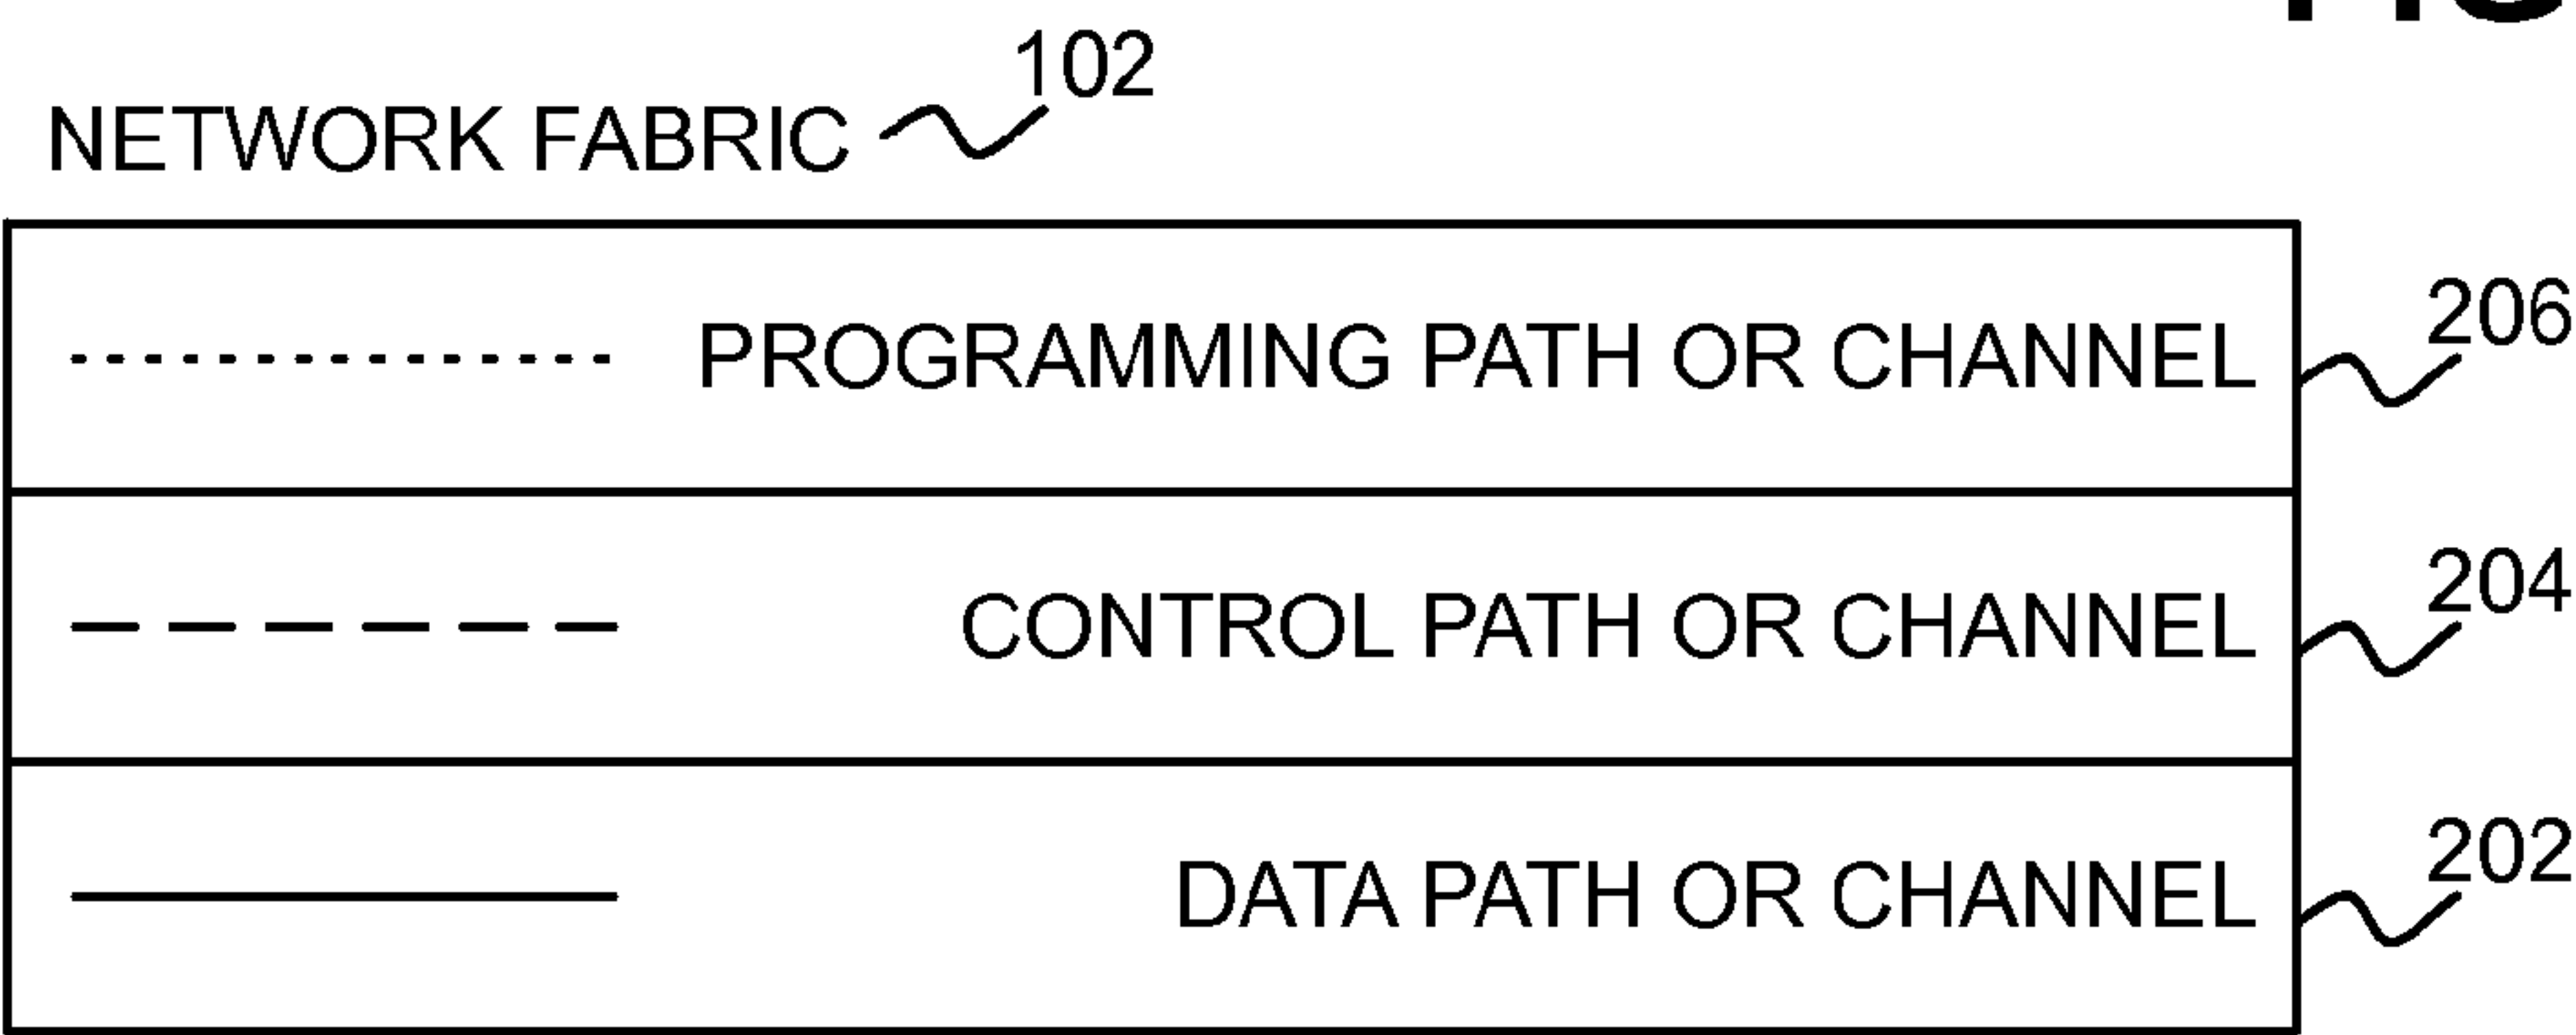 102
NETWORK FABRIC
PROGRAMMING PATH OR CHANNEL
206
CONTROL PATH OR CHANNEL
204
DATA PATH OR CHANNEL
202